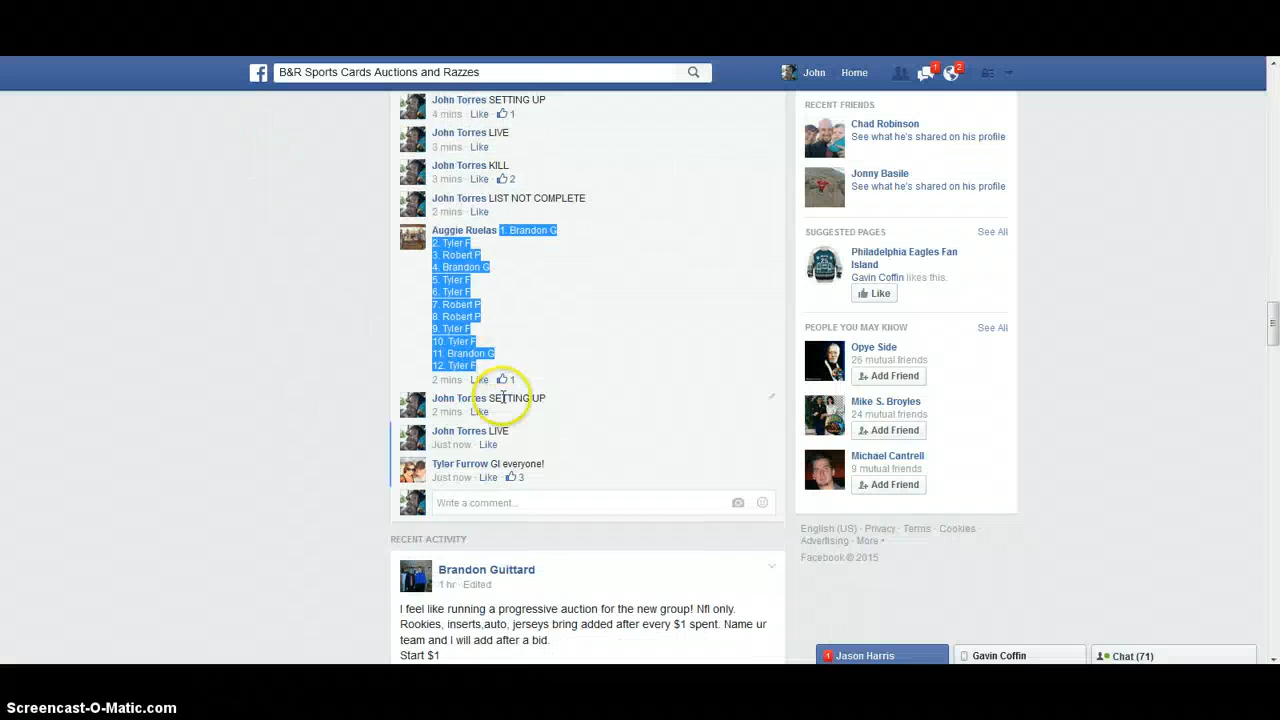 B&R Sports Cards Auctions and Razzes
John Home 1 2
John Torres SETTING UP
4 mins · Like · 1
John Torres LIVE
3 mins · Like
John Torres KILL
3 mins · Like · 2
John Torres LIST NOT COMPLETE
2 mins · Like
Auggie Ruelas 1. Brandon G
2. Tyler F
3. Robert P
4. Brandon G
5. Tyler F
6. Tyler F
7. Robert P
8. Robert P
9. Tyler F
10. Tyler F
11. Brandon G
12. Tyler F
2 mins · Like · 1
John Torres SETTING UP
2 mins · Like
John Torres LIVE
Just now · Like
Tyler Furrow Gl everyone!
Just now · Like · 3
Write a comment...
RECENT ACTIVITY
Brandon Guittard
1 hr · Edited
I feel like running a progressive auction for the new group! Nfl only.
Rookies, inserts,auto, jerseys bring added after every $1 spent. Name ur
team and I will add after a bid.
Start $1
RECENT FRIENDS
Chad Robinson
See what he's shared on his profile
Jonny Basile
See what he's shared on his profile
SUGGESTED PAGES See All
Philadelphia Eagles Fan
Island
Gavin Coffin likes this.
Like
PEOPLE YOU MAY KNOW See All
Opye Side
26 mutual friends
Add Friend
Mike S. Broyles
24 mutual friends
Add Friend
Michael Cantrell
9 mutual friends
Add Friend
English (US) · Privacy · Terms · Cookies ·
Advertising · More
Facebook © 2015
1 Jason Harris
Gavin Coffin
Chat (71)
Screencast-O-Matic.com